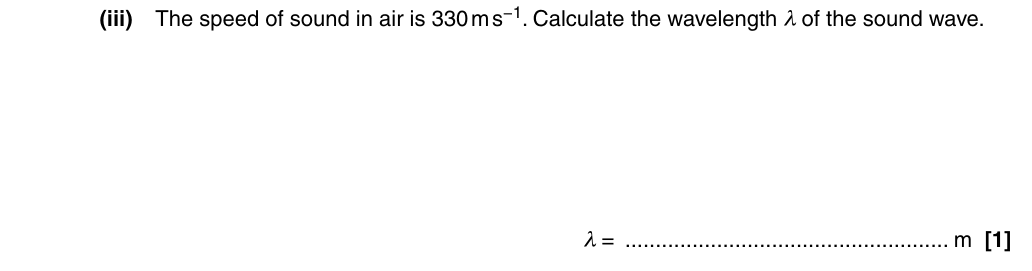 (iii) The speed of sound in air is 330 m s⁻¹. Calculate the wavelength λ of the sound wave.
λ = ..................................................... m [1]